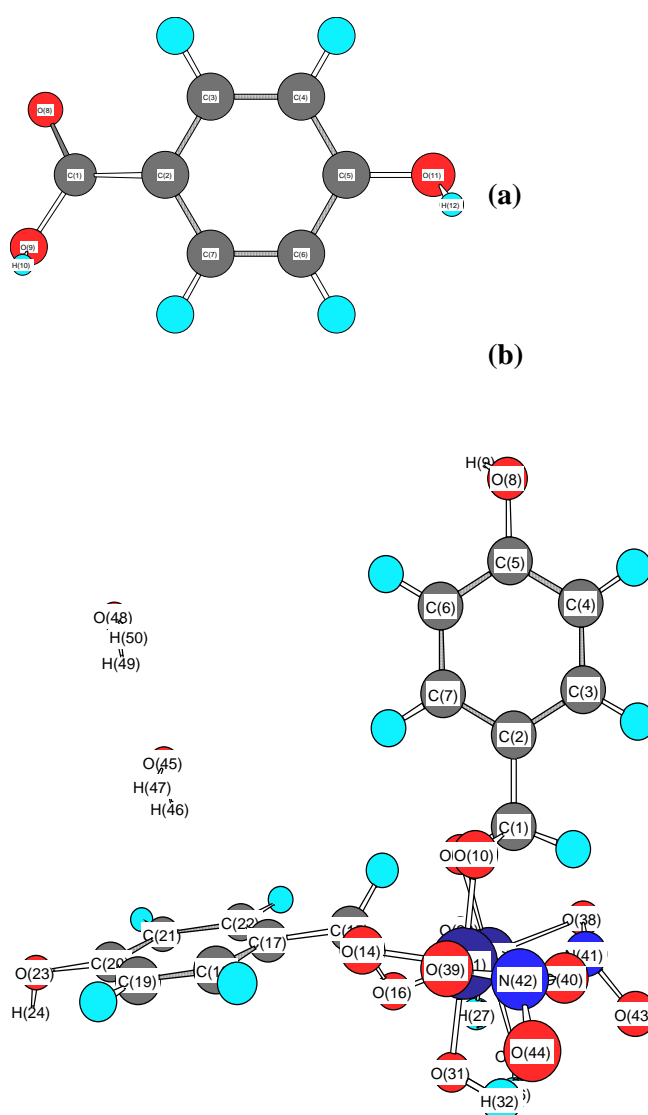 C(3)
C(4)
O(8)
C(1)
C(2)
C(5)
O(11)
(a)
H(12)
O(9)
H(10)
C(7)
C(6)
(b)
H(9)
O(8)
C(5)
C(6)
C(4)
O(48)
H(50)
H(49)
C(7)
C(3)
C(2)
O(45)
H(47)
H(46)
C(1)
O(10)
O(38)
C(22)
C(21)
C(17)
O(14)
N(41)
C(20)
O(23)
C(19)
O(39)
N(42)
O(40)
O(16)
H(24)
H(27)
O(43)
O(44)
O(31)
H(32)